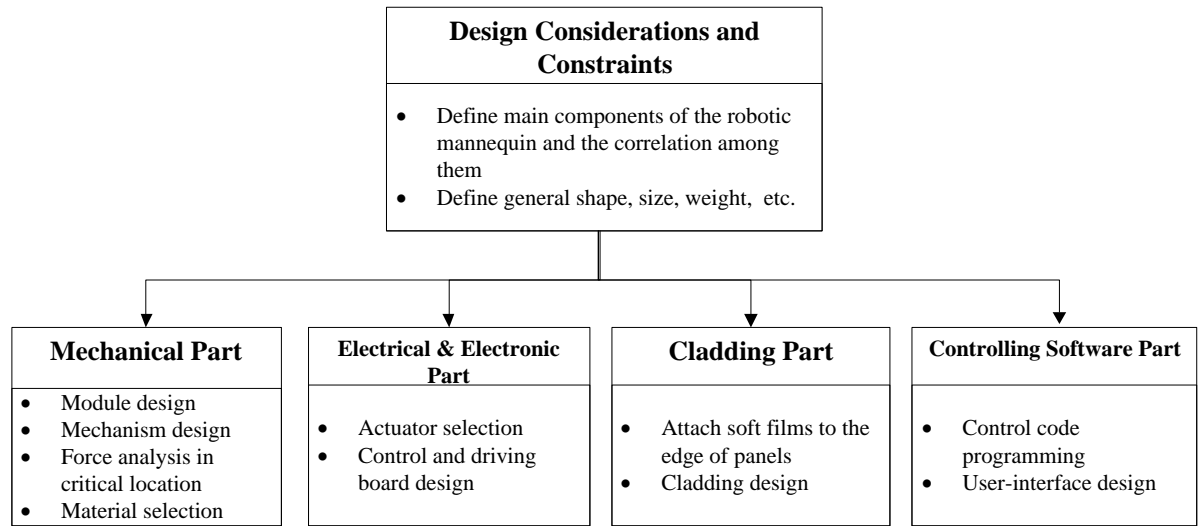 Design Considerations and
Constraints
• Define main components of the robotic
mannequin and the correlation among
them
• Define general shape, size, weight, etc.
Mechanical Part
• Module design
• Mechanism design
• Force analysis in
critical location
• Material selection
Electrical & Electronic
Part
• Actuator selection
• Control and driving
board design
Cladding Part
• Attach soft films to the
edge of panels
• Cladding design
Controlling Software Part
• Control code
programming
• User-interface design